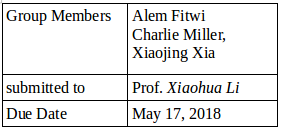 Group Members Alem Fitwi
Charlie Miller,
Xiaojing Xia
submitted to Prof. Xiaohua Li
Due Date May 17, 2018